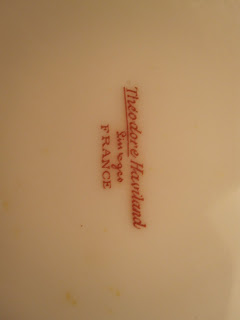 Theodore Haviland
Limoges
FRANCE